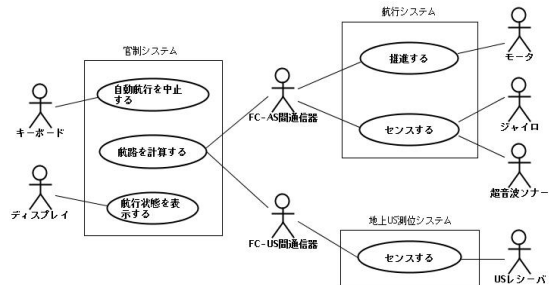 航行システム
官制システム
推進する
モータ
自動航行を中止
する
キーボード
FC-AS間通信器
センスする
ジャイロ
航路を計算する
超音波ソナー
ディスプレイ
航行状態を表
示する
FC-US間通信器
地上US測位システム
センスする
USレシーバ